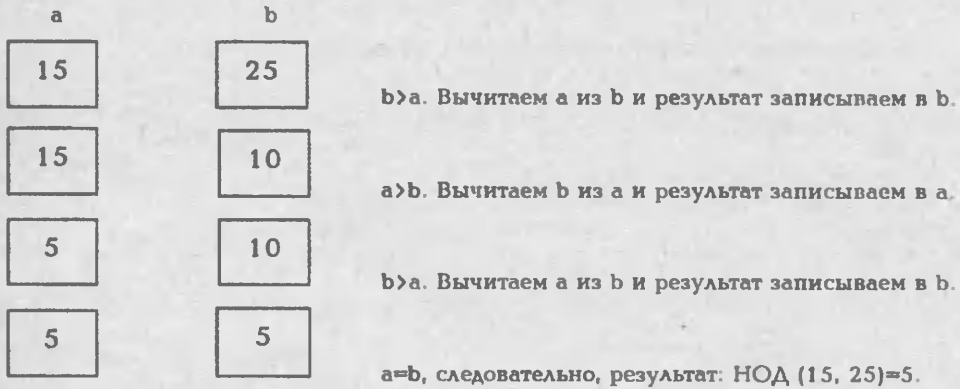 a b
15 25
b>a. Вычитаем a из b и результат записываем в b.
15 10
a>b. Вычитаем b из a и результат записываем в a.
5 10
b>a. Вычитаем a из b и результат записываем в b.
5 5
a=b, следовательно, результат: НОД (15, 25)=5.